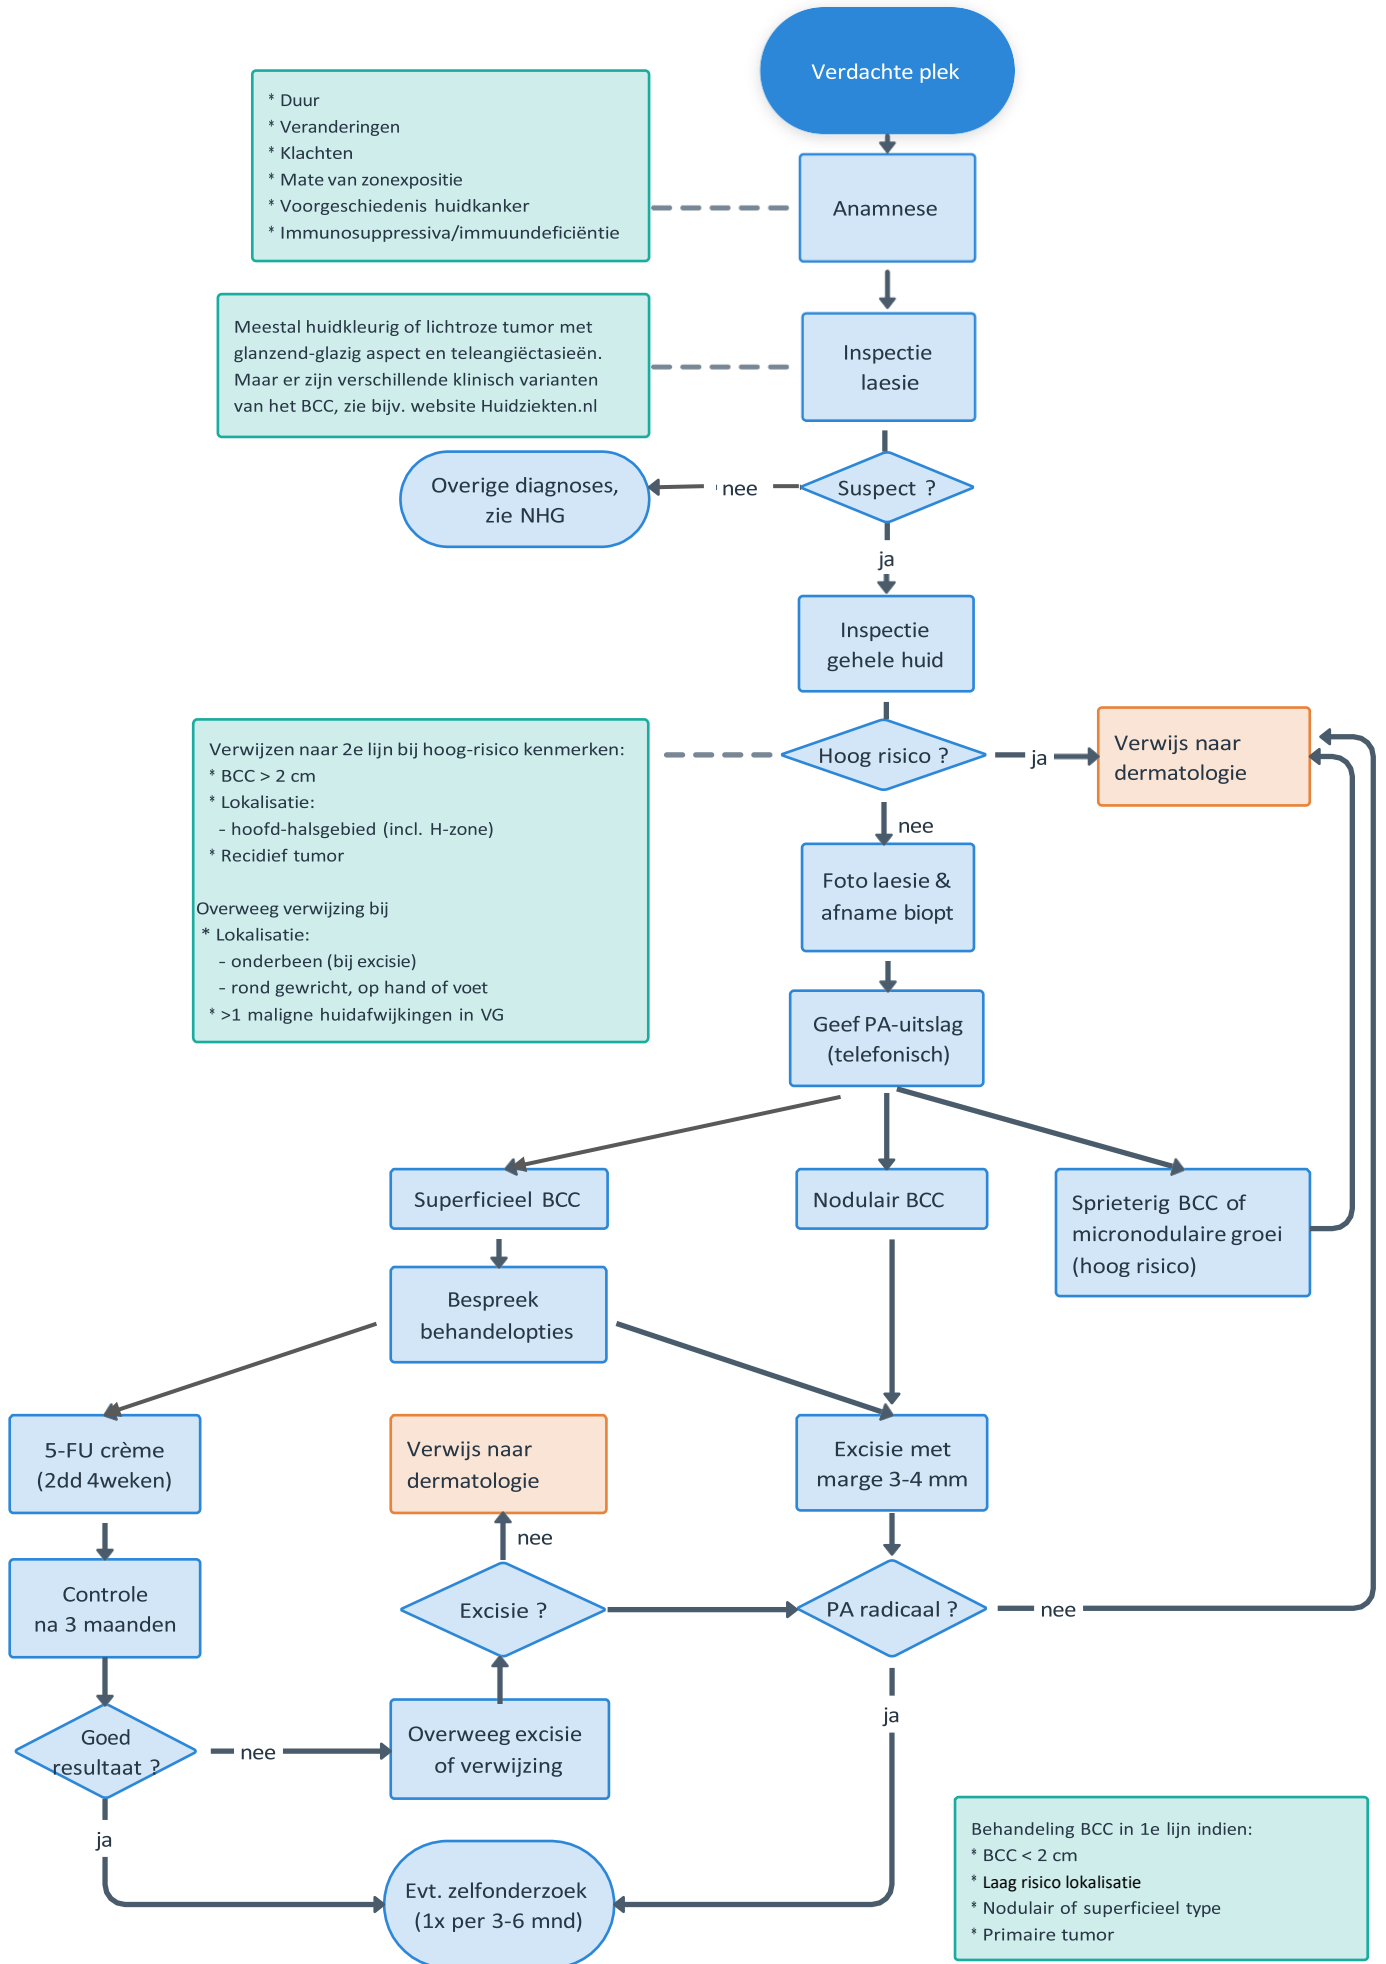 Verdachte plek
* Duur
* Veranderingen
* Klachten
* Mate van zonexpositie
* Voorgeschiedenis huidkanker
* Immunosuppressiva/immuundeficiëntie
Anamnese
Meestal huidkleurig of lichtroze tumor met
glanzend-glazig aspect en teleangiëctasieën.
Maar er zijn verschillende klinisch varianten
van het BCC, zie bijv. website Huidziekten.nl
Inspectie
laesie
Suspect ?
nee
Overige diagnoses,
zie NHG
ja
Inspectie
gehele huid
Verwijzen naar 2e lijn bij hoog-risico kenmerken:
* BCC > 2 cm
* Lokalisatie:
- hoofd-halsgebied (incl. H-zone)
* Recidief tumor
Overweeg verwijzing bij
* Lokalisatie:
- onderbeen (bij excisie)
- rond gewricht, op hand of voet
* >1 maligne huidafwijkingen in VG
Hoog risico ?
ja
Verwijs naar
dermatologie
nee
Foto laesie &
afname biopt
Geef PA-uitslag
(telefonisch)
Superficieel BCC
Nodulair BCC
Sprieterig BCC of
micronodulaire groei
(hoog risico)
Bespreek
behandelopties
5-FU crème
(2dd 4weken)
Verwijs naar
dermatologie
Excisie met
marge 3-4 mm
nee
Controle
na 3 maanden
Excisie ?
PA radicaal ?
nee
Goed
resultaat ?
nee
Overweeg excisie
of verwijzing
ja
ja
Evt. zelfonderzoek
(1x per 3-6 mnd)
Behandeling BCC in 1e lijn indien:
* BCC < 2 cm
* Laag risico lokalisatie
* Nodulair of superficieel type
* Primaire tumor